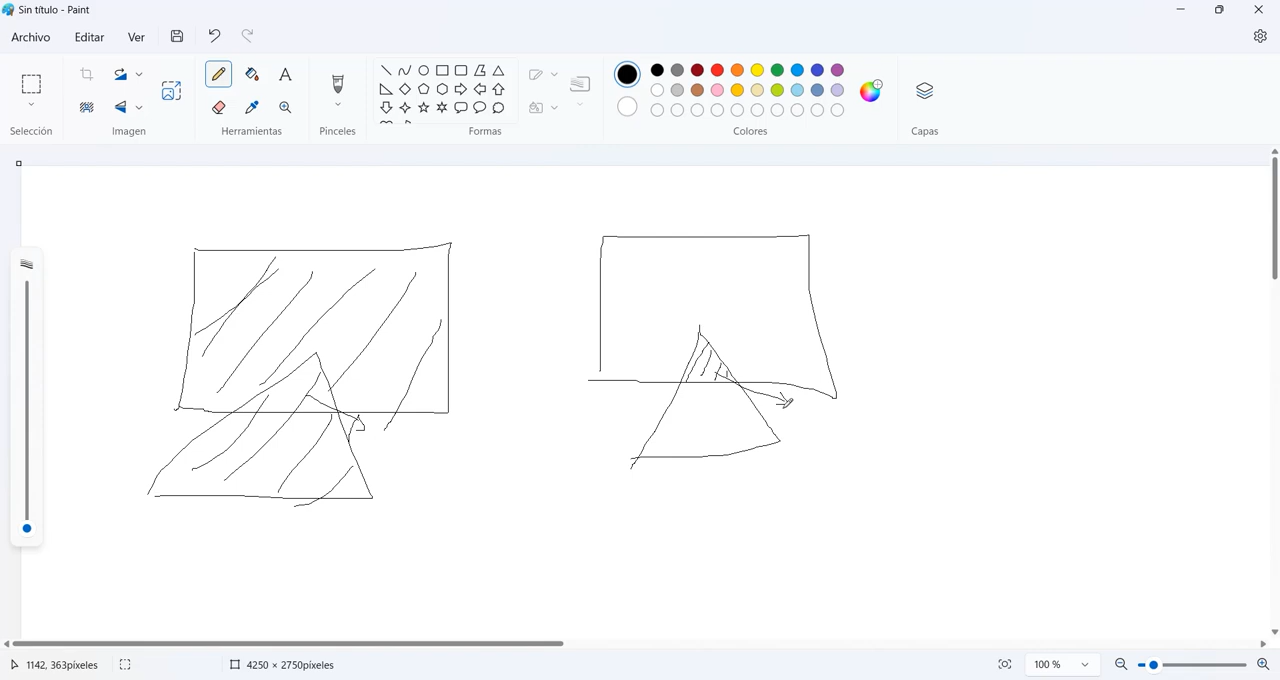 Sin título - Paint
Archivo Editar Ver
Selección Imagen Herramientas Pinceles Formas Colores Capas
1142, 363píxeles 4250 × 2750píxeles 100 %